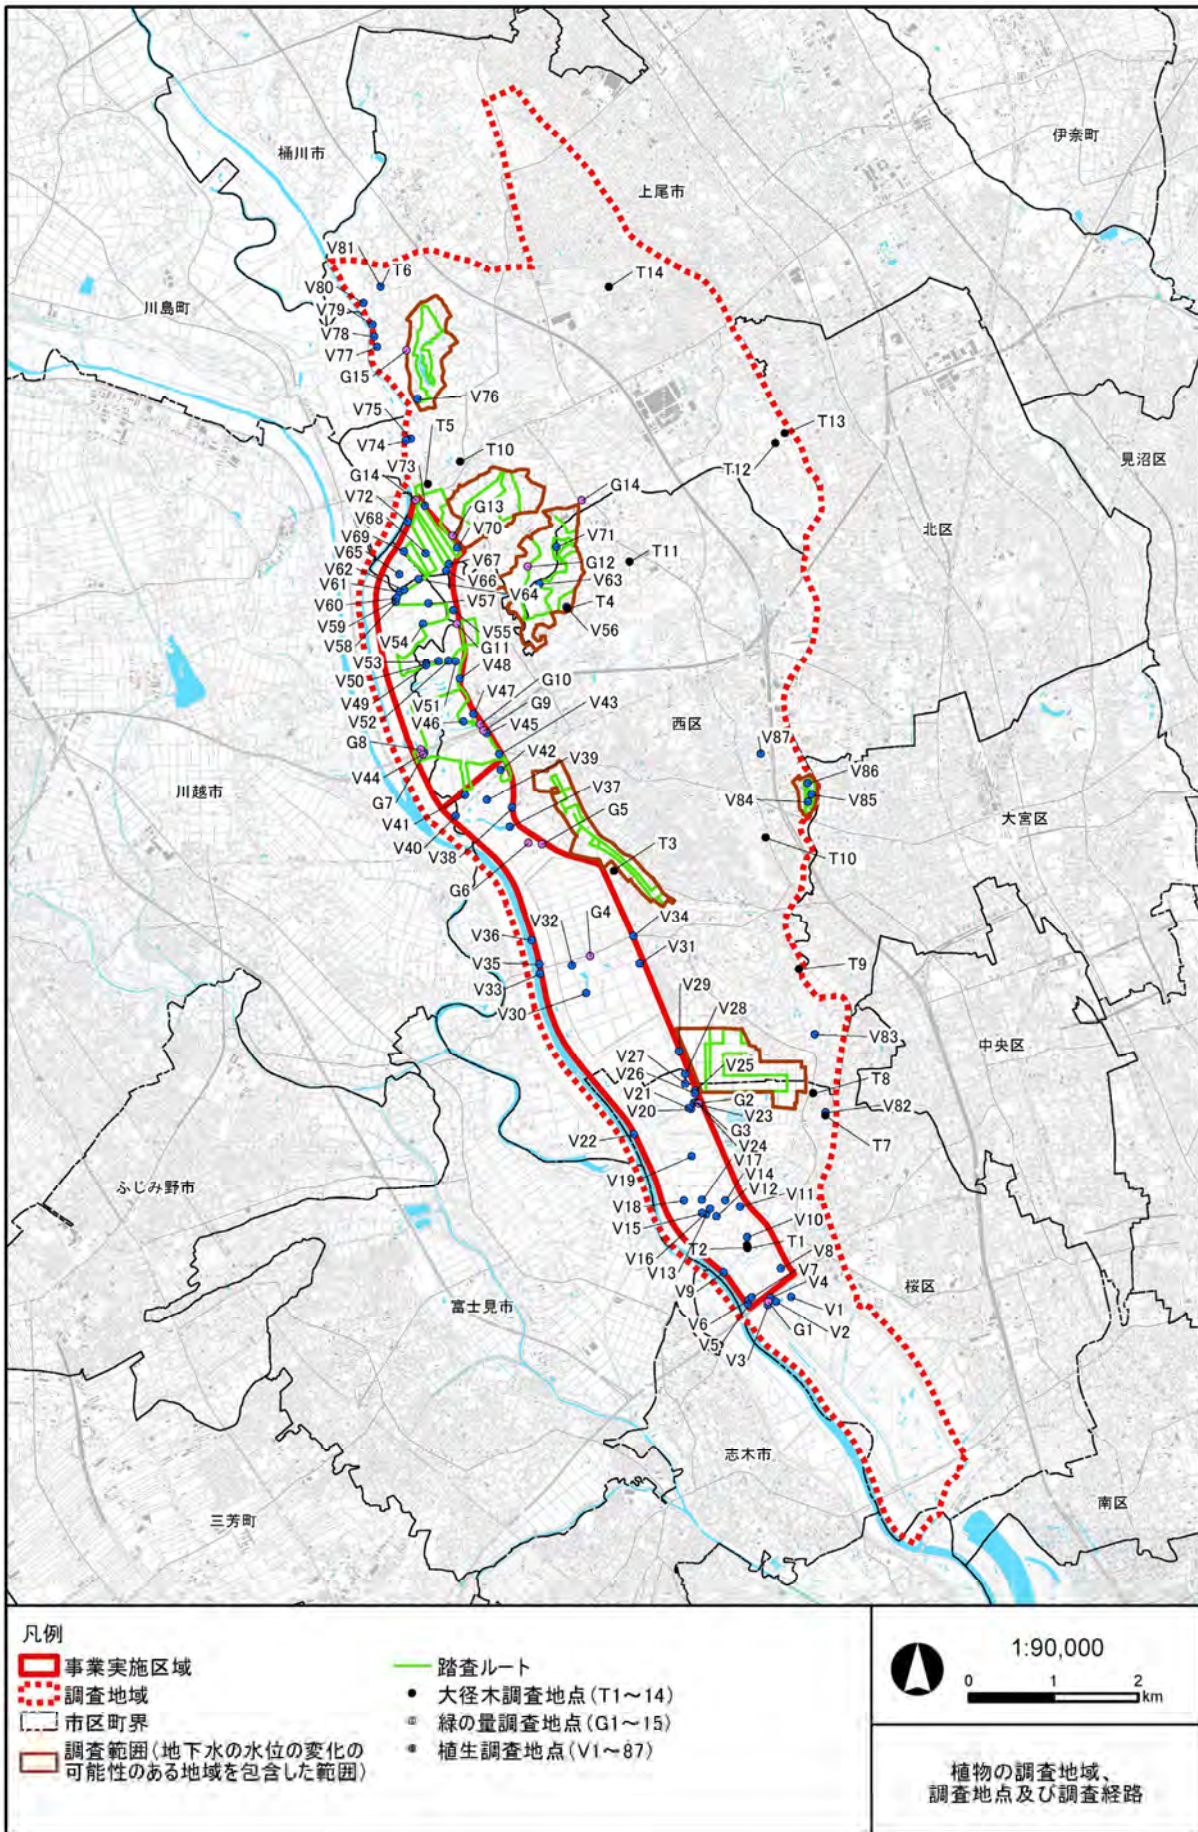 桶川市
伊奈町
上尾市
V81
T6
V80
T14
川島町
V79
V78
V77
G15
V76
V75
T5
T13
V74
T10
見沼区
V73
T12
G14
G14
V72
G13
北区
V68
V70
V69
V71
V65
V67
G12
T11
V62
V66
V63
V61
V64
V60
V57
T4
V59
V56
V58
V55
V54
G11
V53
V48
V50
G10
V49
V51
V47
V43
V52
G9
V46
V45
西区
G8
V42
V39
V87
V44
V86
川越市
G7
V37
V84
V85
V41
G5
大宮区
V40
V38
T3
T10
G6
G4
V32
V34
V36
V31
V35
T9
V33
V29
V30
V28
V83
中央区
V27
V25
V26
T8
V21
G2
V82
V20
V23
G3
T7
V22
V24
V17
V19
V14
ふじみ野市
V12
V18
V11
V15
V10
T2
T1
V16
V8
V13
V7
V9
V4
桜区
富士見市
V6
V1
V5
G1
V2
V3
志木市
三芳町
南区
凡例
事業実施区域
調査地域
市区町界
調査範囲(地下水の水位の変化の
可能性のある地域を包含した範囲)
踏査ルート
大径木調査地点(T1~14)
緑の量調査地点(G1~15)
植生調査地点(V1~87)
1:90,000
0 1 2
km
植物の調査地域、
調査地点及び調査経路